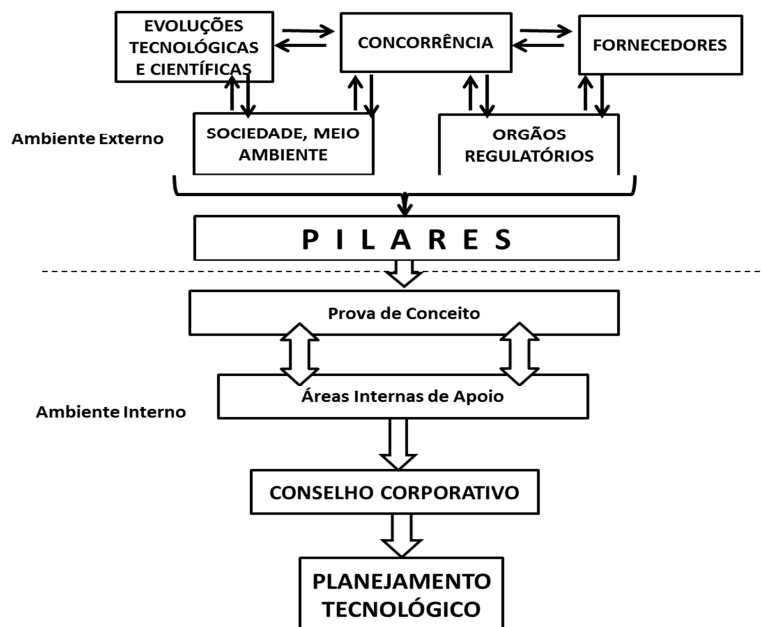 EVOLUÇÕES
TECNOLÓGICAS
E CIENTÍFICAS
CONCORRÊNCIA
FORNECEDORES
Ambiente Externo
SOCIEDADE, MEIO
AMBIENTE
ORGÃOS
REGULATÓRIOS
P I L A R E S
Prova de Conceito
Áreas Internas de Apoio
Ambiente Interno
CONSELHO CORPORATIVO
PLANEJAMENTO
TECNOLÓGICO